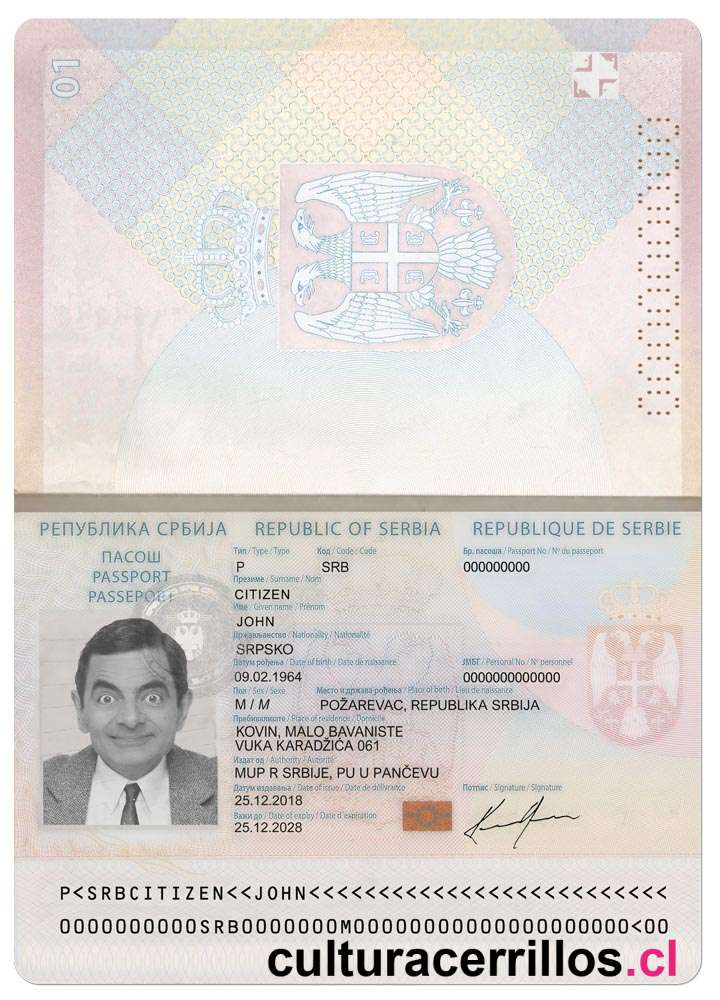 01
000000000
РЕПУБЛИКА СРБИЈА REPUBLIC OF SERBIA REPUBLIQUE DE SERBIE
ПАСОШ
PASSPORT
PASSEPORT
Тип / Type / Type Код / Code / Code Бр. пасоша / Passport No / N° du passeport
P SRB 000000000
Презиме / Surname / Nom
CITIZEN
Име / Given name / Prénom
JOHN
Држављанство / Nationality / Nationalité
SRPSKO
Датум рођења / Date of birth / Date de naissance ЈМБГ / Personal No / N° personnel
09.02.1964 0000000000000
Пол / Sex / Sexe Место и држава рођења / Place of birth / Lieu de naissance
M / M POŽAREVAC, REPUBLIKA SRBIJA
Пребивалиште / Place of residence / Domicile
KOVIN, MALO BAVANISTE
VUKA KARADŽIĆA 061
Издат од / Authority / Autorité
MUP R SRBIJE, PU U PANČEVU
Датум издавања / Date of issue / Date de délivrance Потпис / Signature / Signature
25.12.2018
Важи до / Date of expiry / Date d'expiration
25.12.2028
P<SRBCITIZEN<<JOHN<<<<<<<<<<<<<<<<<<<<<<<<<<
0000000000SRB0000000M000000000000000000000<00
culturacerrillos.cl